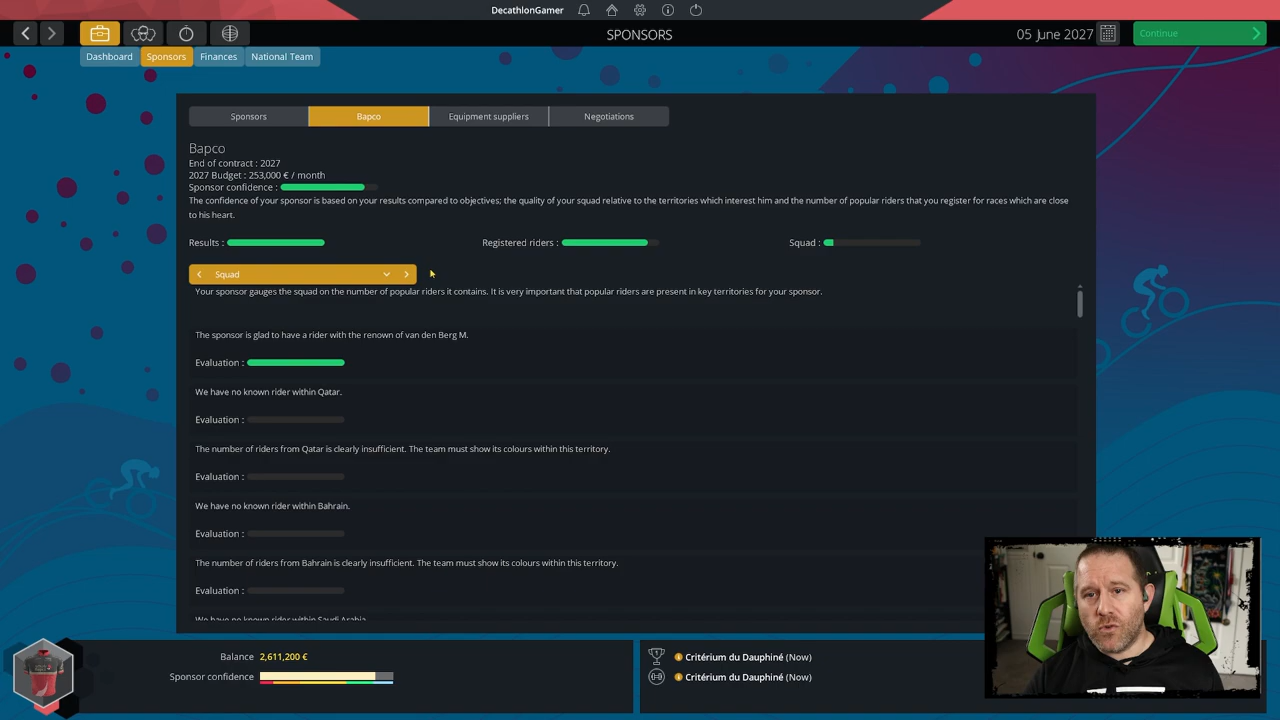 DecathlonGamer
SPONSORS
05 June 2027
Continue
Dashboard
Sponsors
Finances
National Team
Sponsors
Bapco
Equipment suppliers
Negotiations
Bapco
End of contract : 2027
2027 Budget : 253,000 € / month
Sponsor confidence :
The confidence of your sponsor is based on your results compared to objectives; the quality of your squad relative to the territories which interest him and the number of popular riders that you register for races which are close
to his heart.
Results :
Registered riders :
Squad :
Squad
Your sponsor gauges the squad on the number of popular riders it contains. It is very important that popular riders are present in key territories for your sponsor.
The sponsor is glad to have a rider with the renown of van den Berg M.
Evaluation :
We have no known rider within Qatar.
Evaluation :
The number of riders from Qatar is clearly insufficient. The team must show its colours within this territory.
Evaluation :
We have no known rider within Bahrain.
Evaluation :
The number of riders from Bahrain is clearly insufficient. The team must show its colours within this territory.
Evaluation :
We have no known rider within Saudi Arabia.
Balance 2,611,200 €
Sponsor confidence
Critérium du Dauphiné (Now)
Critérium du Dauphiné (Now)